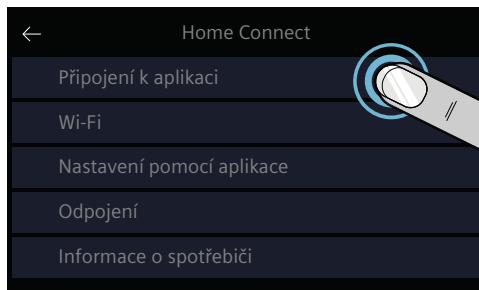 Home Connect
Připojení k aplikaci
Wi-Fi
Nastavení pomocí aplikace
Odpojení
Informace o spotřebiči